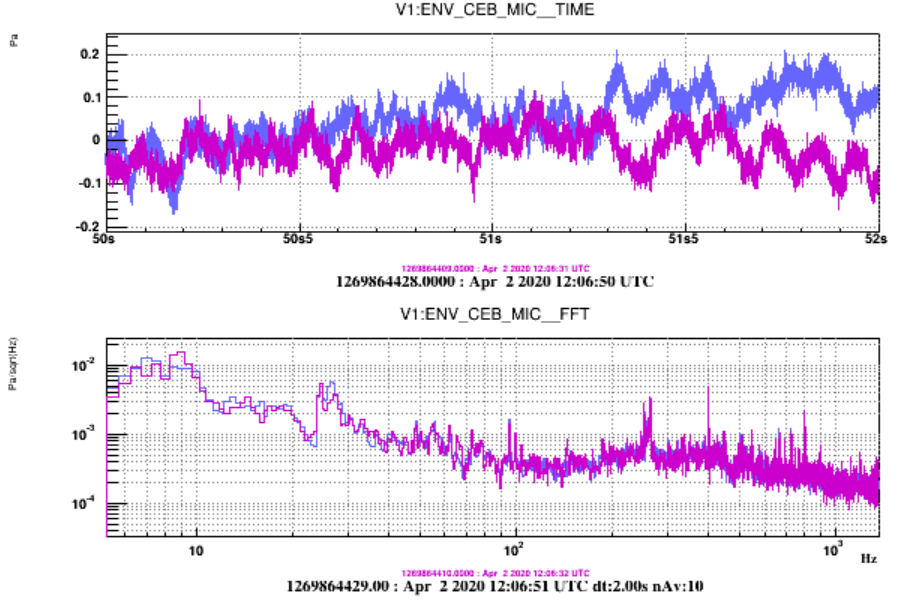 V1:ENV_CEB_MIC__TIME
Pa
0.2
0.1
0
-0.1
-0.2
50s 50s5 51s 51s5 52s
1269864409.0000 : Apr 2 2020 12:06:31 UTC
1269864428.0000 : Apr 2 2020 12:06:50 UTC
V1:ENV_CEB_MIC__FFT
Pa/sqrt(Hz)
10⁻²
10⁻³
10⁻⁴
10 10² 10³ Hz
1269864410.0000 : Apr 2 2020 12:06:32 UTC
1269864429.00 : Apr 2 2020 12:06:51 UTC dt:2.00s nAv:10